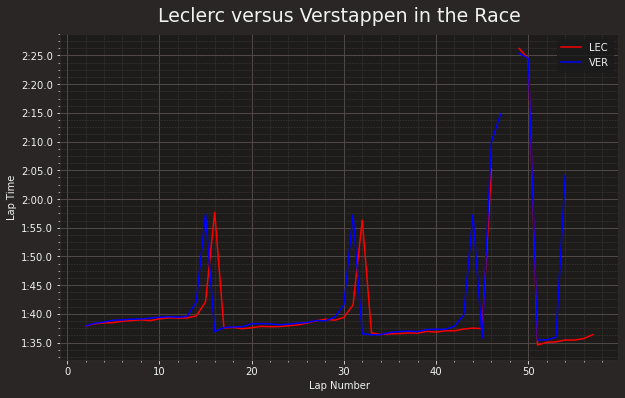 Leclerc versus Verstappen in the Race
LEC
VER
2:25.0
2:20.0
2:15.0
2:10.0
2:05.0
2:00.0
1:55.0
1:50.0
1:45.0
1:40.0
1:35.0
Lap Time
0 10 20 30 40 50
Lap Number